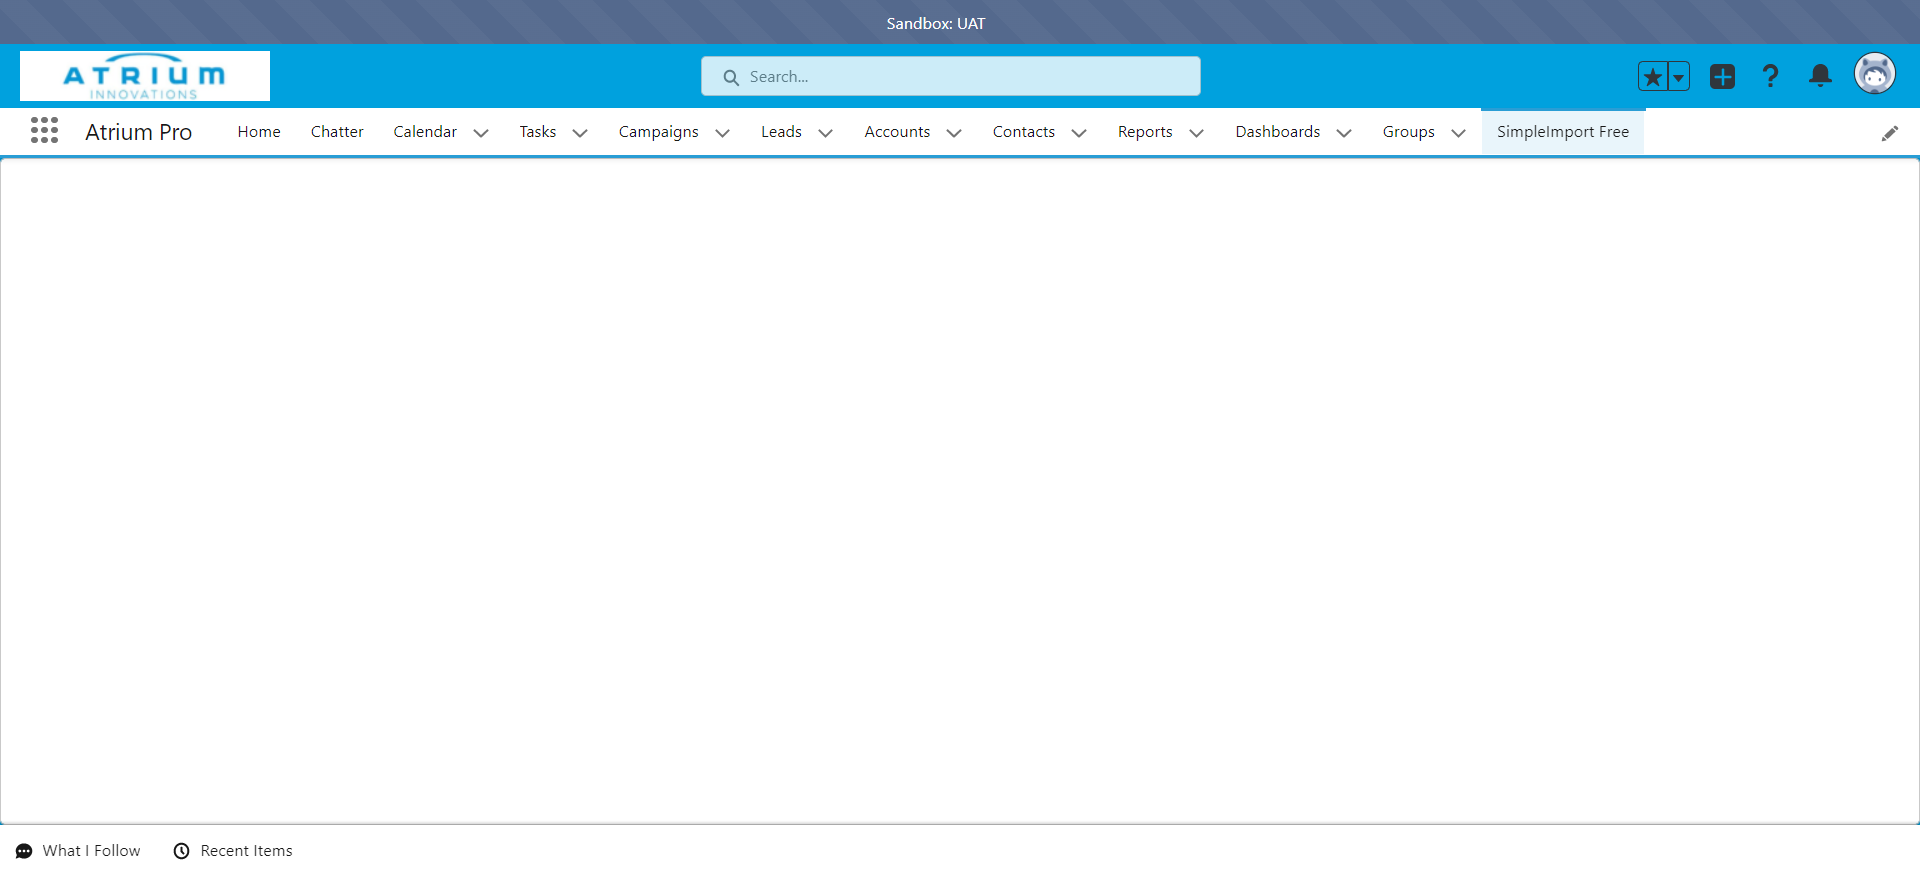 Sandbox: UAT
ATRIUM
INNOVATIONS
Search...
Atrium Pro
Home
Chatter
Calendar
Tasks
Campaigns
Leads
Accounts
Contacts
Reports
Dashboards
Groups
SimpleImport Free
What I Follow
Recent Items